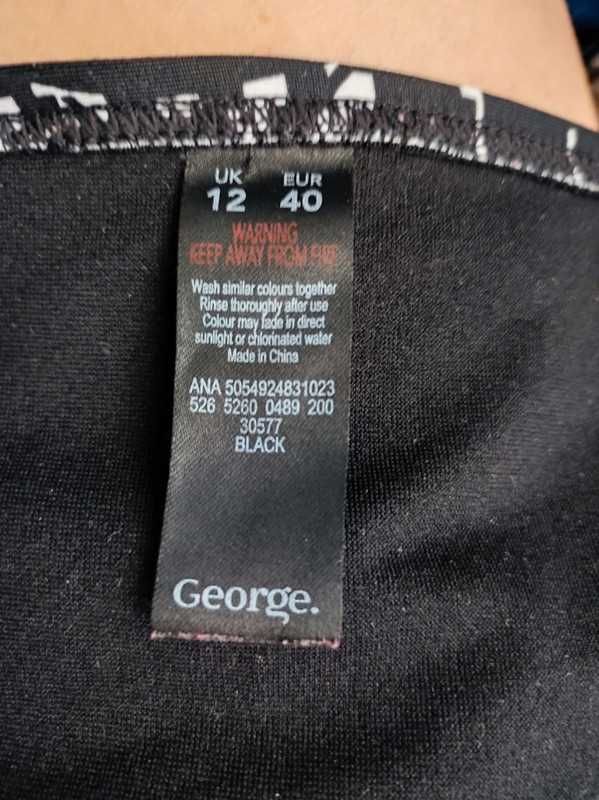 UK EUR
12 40
WARNING
KEEP AWAY FROM FIRE
Wash similar colours together
Rinse thoroughly after use
Colour may fade in direct
sunlight or chlorinated water
Made in China
ANA 5054924831023
526 5260 0489 200
30577
BLACK
George.